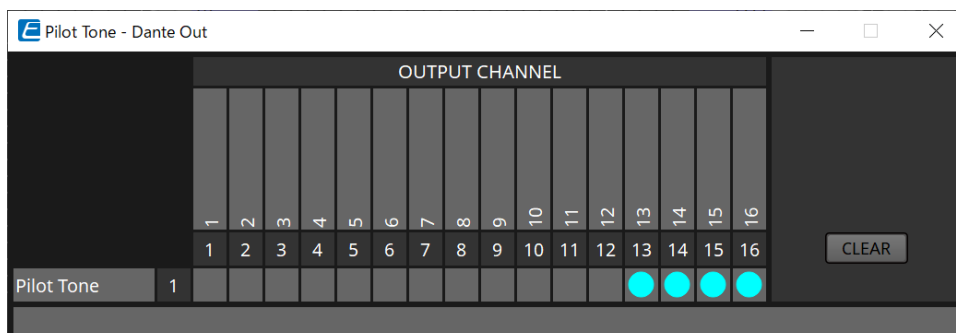 E Pilot Tone - Dante Out
OUTPUT CHANNEL
1 2 3 4 5 6 7 8 9 10 11 12 13 14 15 16
1 2 3 4 5 6 7 8 9 10 11 12 13 14 15 16
CLEAR
Pilot Tone 1